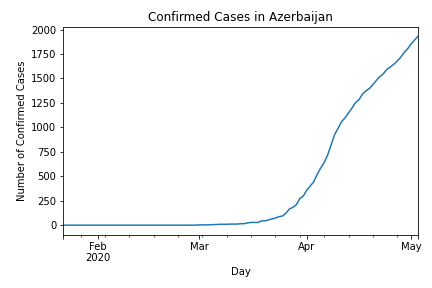 Confirmed Cases in Azerbaijan
Number of Confirmed Cases
2000
1750
1500
1250
1000
750
500
250
0
Feb
2020
Mar
Apr
May
Day